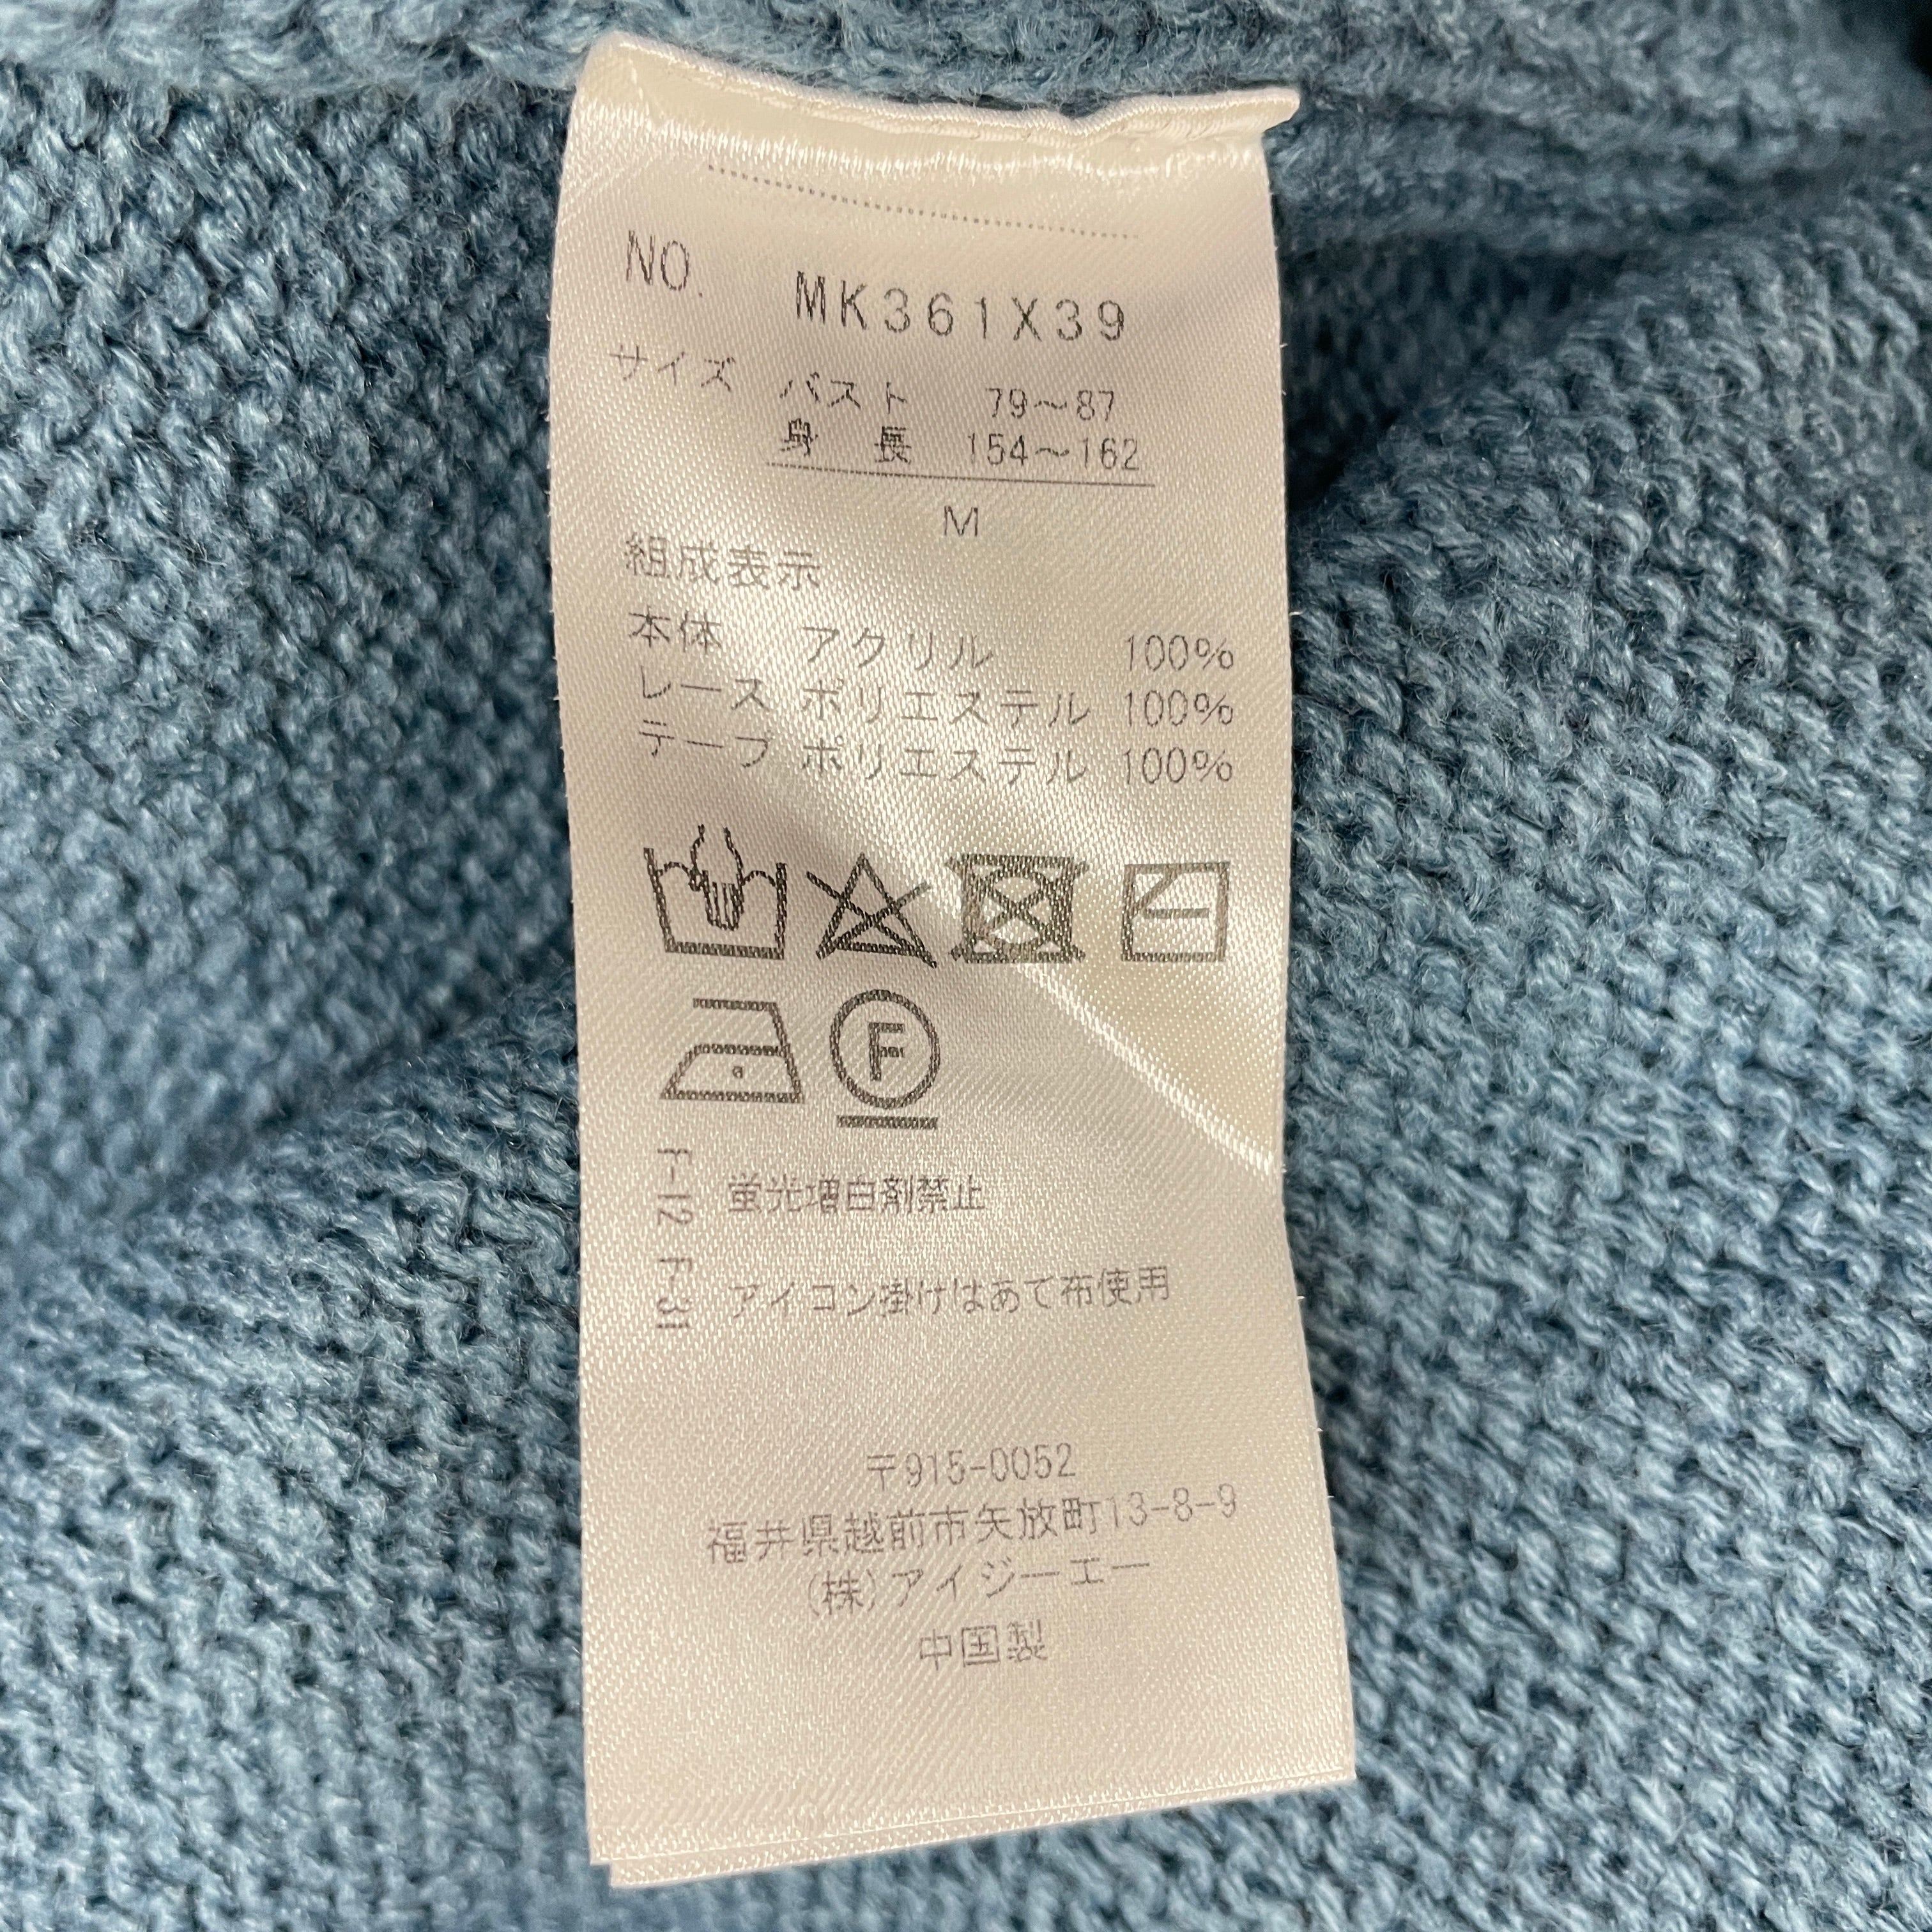 NO. MK361X39
サイズ バスト 79～87
身 長 154～162
M
組成表示
本体 アクリル 100%
レース ポリエステル 100%
テープ ポリエステル 100%
F
F-12 F-31
蛍光増白剤禁止
アイコン掛けはあて布使用
〒915-0052
福井県越前市矢放町13-8-9
(株)アイジーエー
中国製